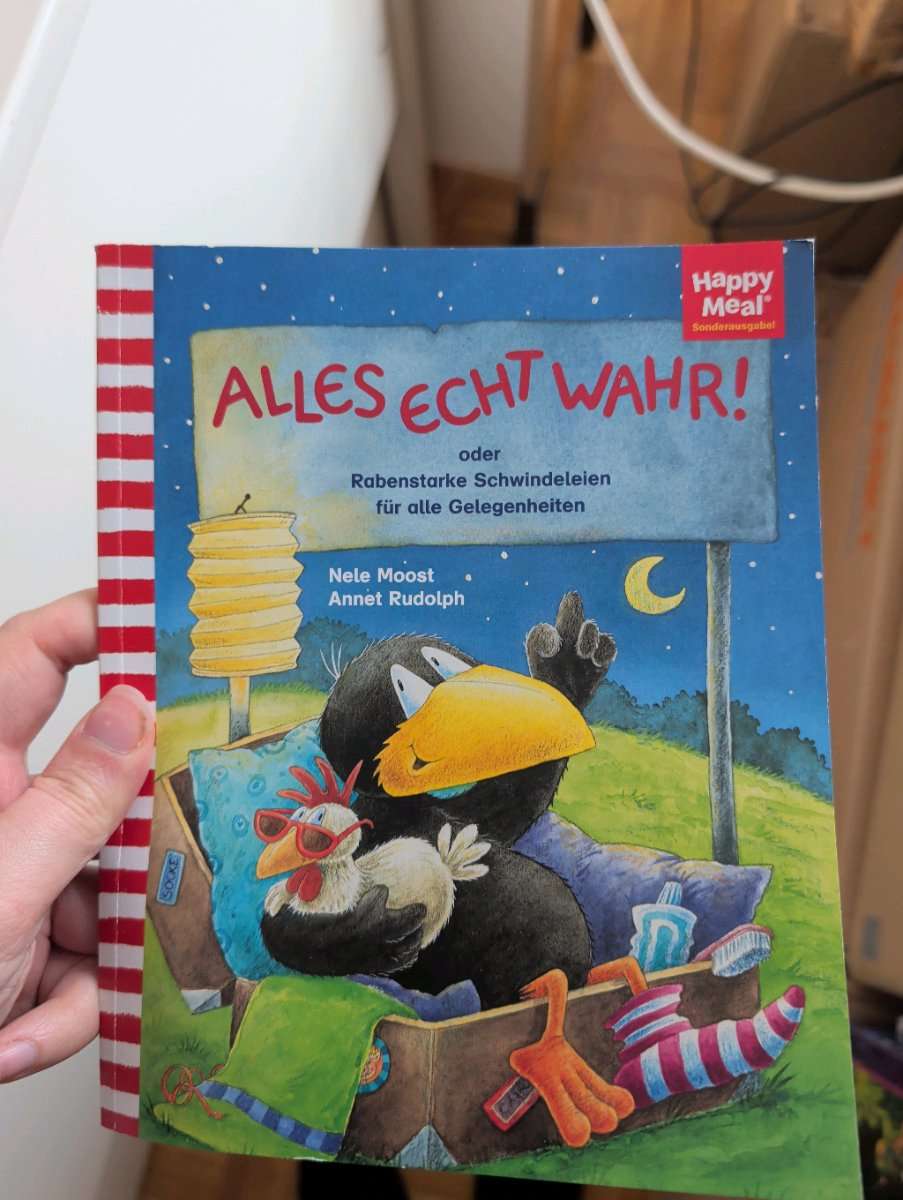 Happy
Meal®
Sonderausgabe!
ALLES ECHT WAHR!
oder
Rabenstarke Schwindeleien
für alle Gelegenheiten
Nele Moost
Annet Rudolph
SOCKE